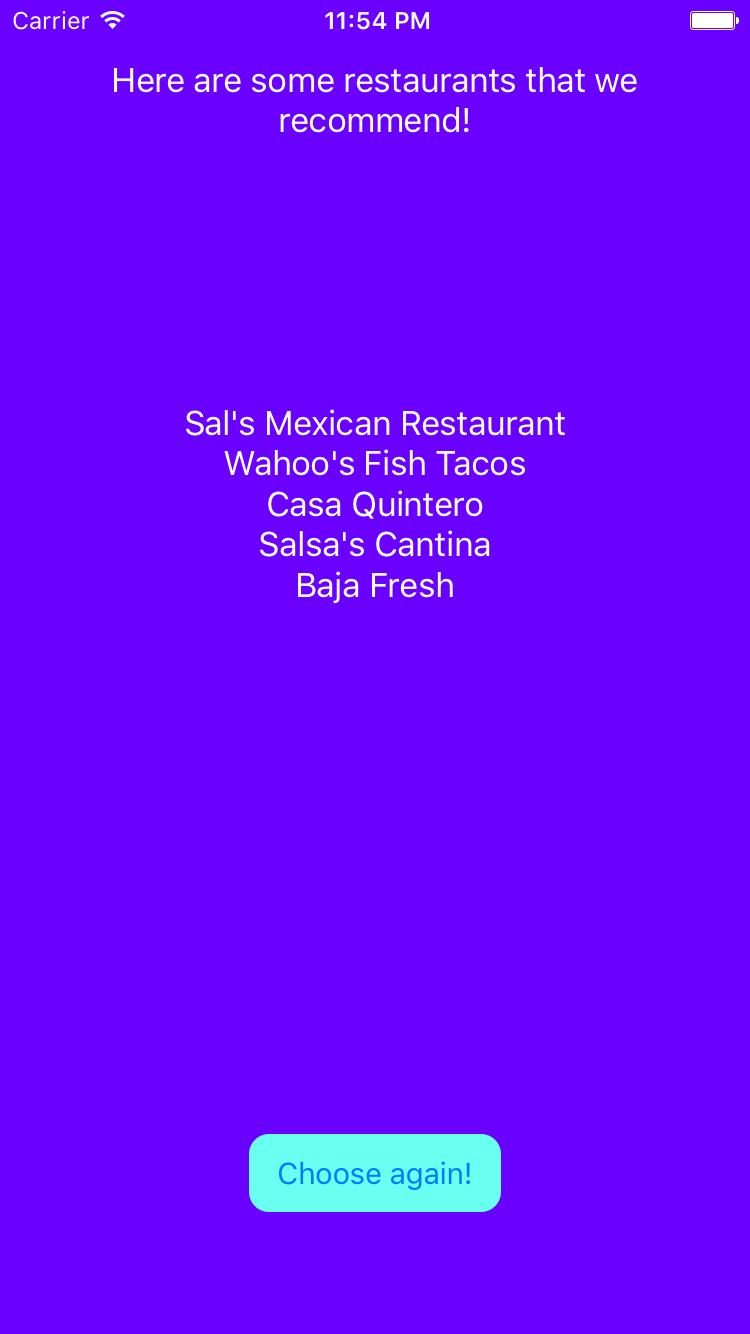 Carrier 11:54 PM
Here are some restaurants that we
recommend!
Sal's Mexican Restaurant
Wahoo's Fish Tacos
Casa Quintero
Salsa's Cantina
Baja Fresh
Choose again!